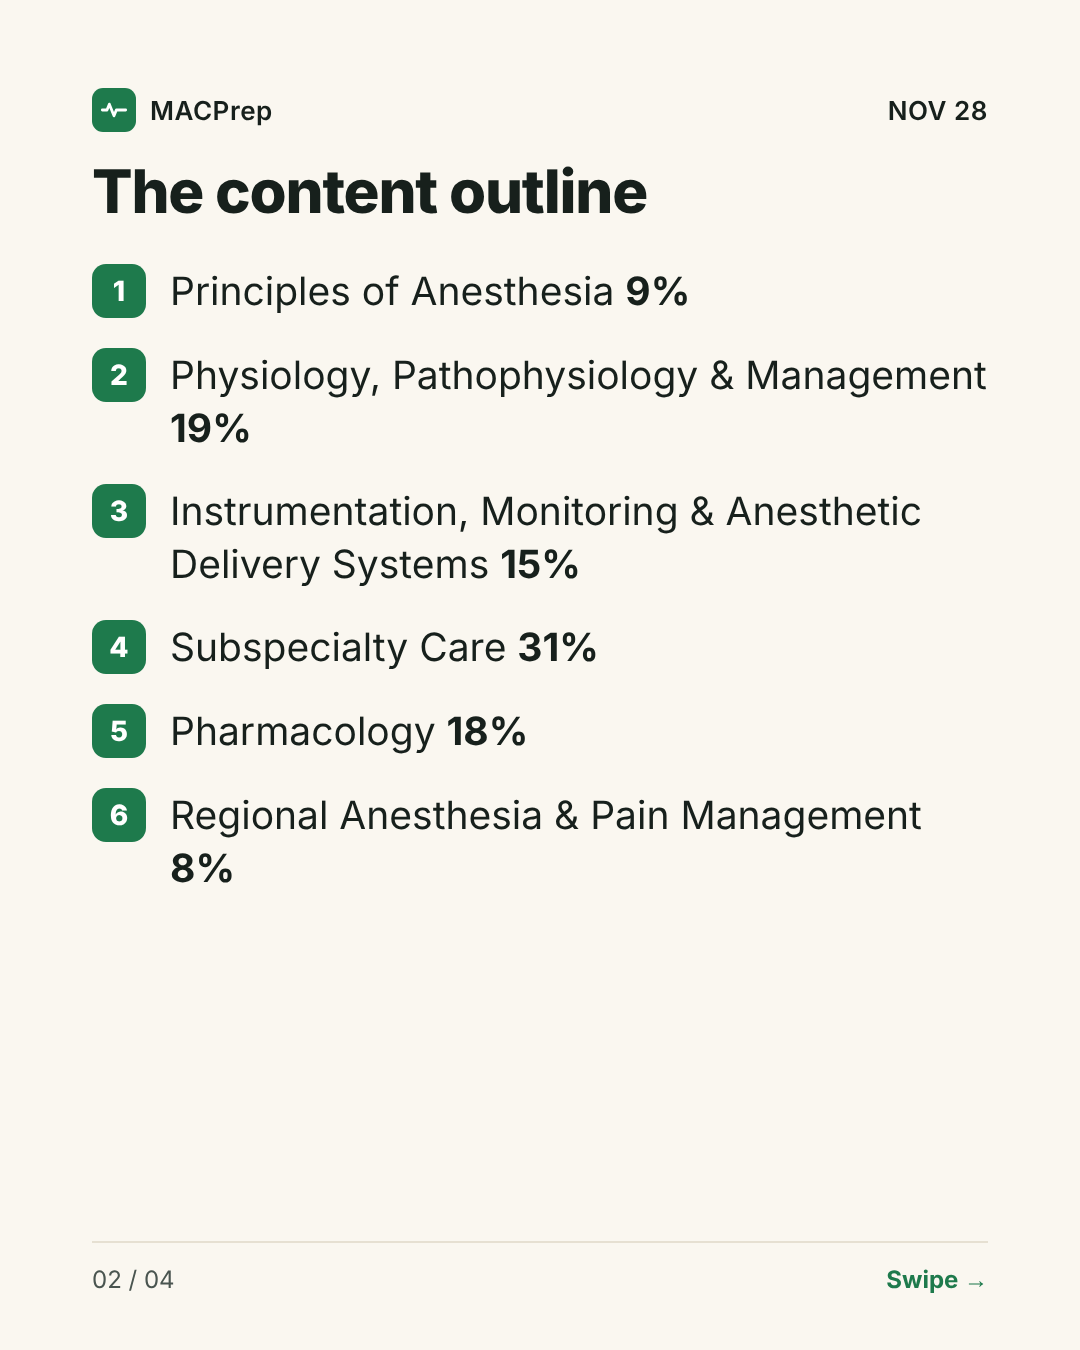 MACPrep
NOV 28
The content outline
1 Principles of Anesthesia 9%
2 Physiology, Pathophysiology & Management
19%
3 Instrumentation, Monitoring & Anesthetic
Delivery Systems 15%
4 Subspecialty Care 31%
5 Pharmacology 18%
6 Regional Anesthesia & Pain Management
8%
02 / 04
Swipe →